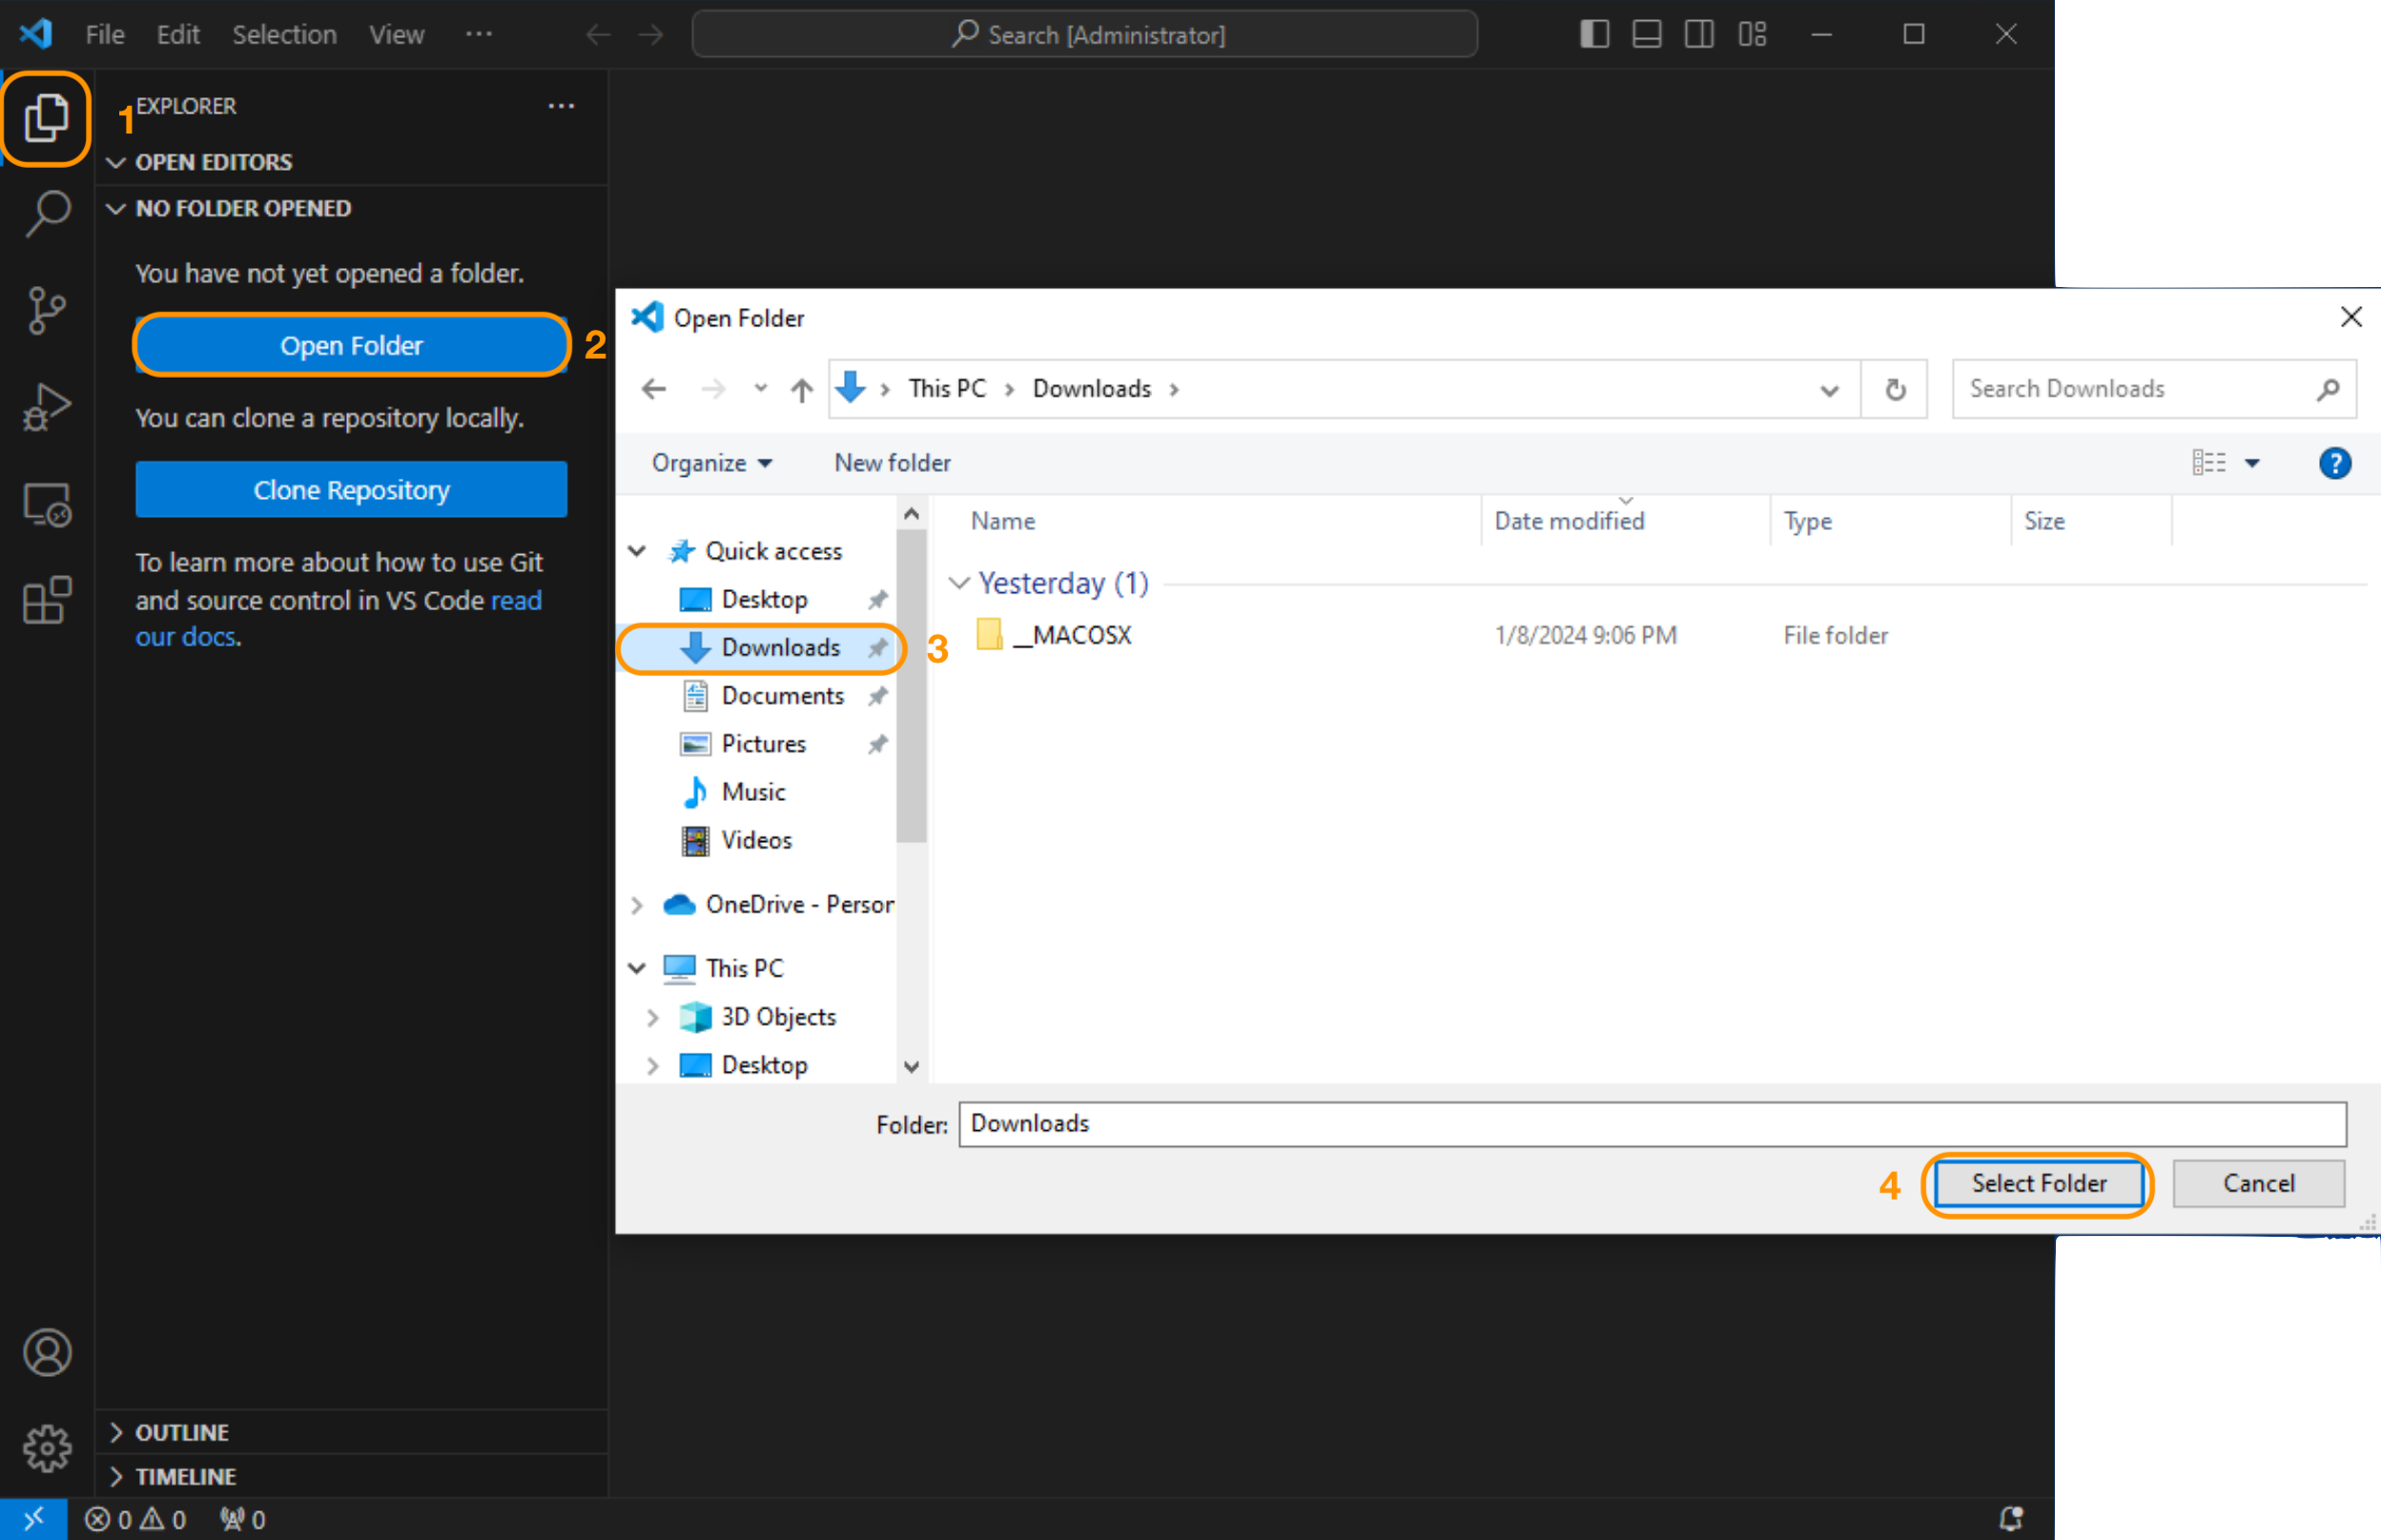 File Edit Selection View ···
Search [Administrator]
1
EXPLORER
OPEN EDITORS
NO FOLDER OPENED
You have not yet opened a folder.
Open Folder
2
You can clone a repository locally.
Clone Repository
To learn more about how to use Git
and source control in VS Code read
our docs.
OUTLINE
TIMELINE
0 0 0
Open Folder
This PC > Downloads >
Search Downloads
Organize New folder
?
Name Date modified Type Size
Quick access
Desktop
Downloads
3
Documents
Pictures
Music
Videos
OneDrive - Person
This PC
3D Objects
Desktop
Yesterday (1)
__MACOSX 1/8/2024 9:06 PM File folder
Folder: Downloads
4
Select Folder Cancel